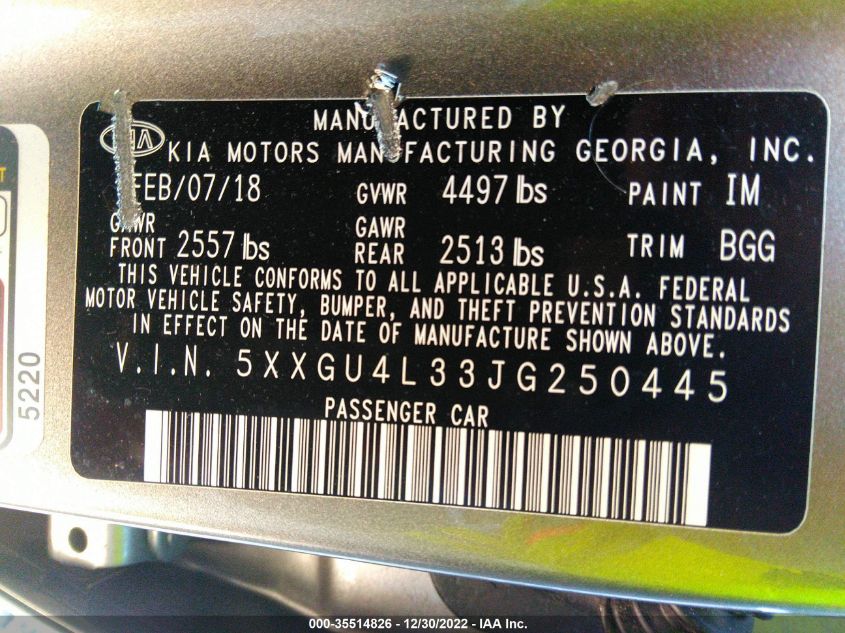 MANUFACTURED BY
KIA
KIA MOTORS MANUFACTURING GEORGIA, INC.
FEB/07/18 GVWR 4497 lbs PAINT IM
GAWR FRONT 2557 lbs GAWR REAR 2513 lbs TRIM BGG
THIS VEHICLE CONFORMS TO ALL APPLICABLE U.S.A. FEDERAL
MOTOR VEHICLE SAFETY, BUMPER, AND THEFT PREVENTION STANDARDS
IN EFFECT ON THE DATE OF MANUFACTURE SHOWN ABOVE.
V.I.N. 5XXGU4L33JG250445
PASSENGER CAR
5220
000-35514826 - 12/30/2022 - IAA Inc.